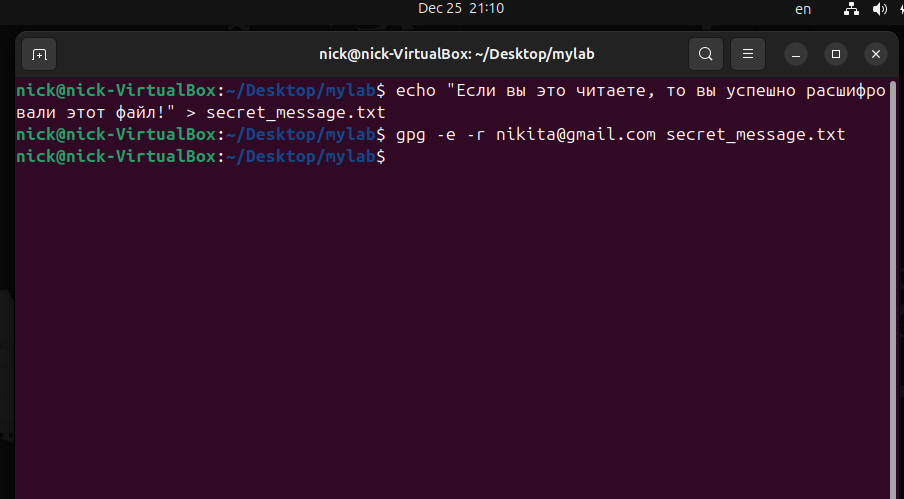 Dec 25 21:10
en
nick@nick-VirtualBox: ~/Desktop/mylab
nick@nick-VirtualBox:~/Desktop/mylab$ echo "Если вы это читаете, то вы успешно расшифро
вали этот файл!" > secret_message.txt
nick@nick-VirtualBox:~/Desktop/mylab$ gpg -e -r nikita@gmail.com secret_message.txt
nick@nick-VirtualBox:~/Desktop/mylab$